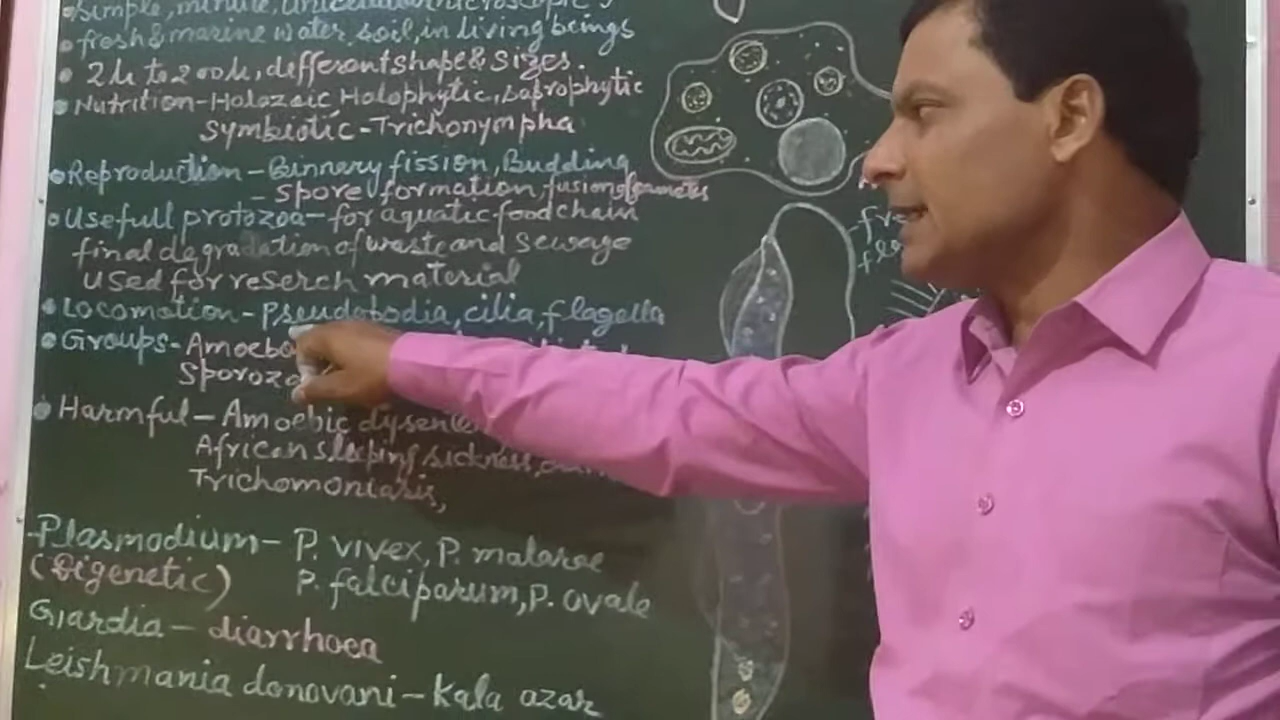 •simple, minute, unicellular microscopic
• fresh & marine water, soil, in living beings
• 2µ to 200µ, different shape & sizes.
• Nutrition - Holozoic Holophytic, Saprophytic
Symbiotic - Trichonympha
• Reproduction - Binnery fission, Budding
- Spore formation, fusion of gametes
• Usefull protozoa - for aquatic food chain
final degradation of waste and sewage
used for reserch material
• Locomotion - Pseudopodia, cilia, flagella
• Groups - Amoebo
Sporozo
• Harmful - Amoebic dysente
African sleeping sickness,
Trichomoniasis,
Plasmodium - P. vivex, P. malarae
(Digenetic) P. falciparum, P. ovale
Giardia - diarrhoea
Leishmania donovani - Kala azar